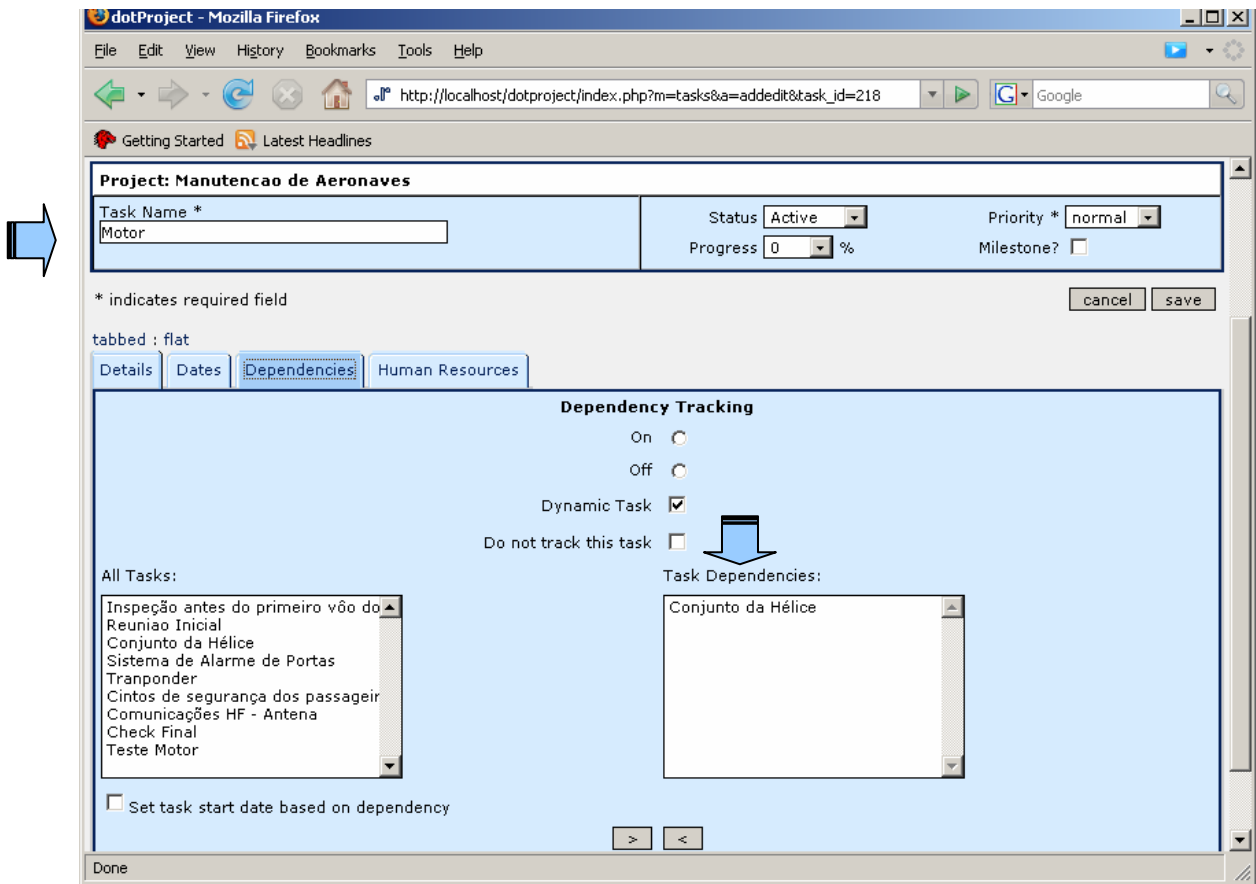 dotProject - Mozilla Firefox
File Edit View History Bookmarks Tools Help
http://localhost/dotproject/index.php?m=tasks&a=addedit&task_id=218
G Google
Getting Started Latest Headlines
Project: Manutencao de Aeronaves
Task Name *
Motor
Status Active
Priority * normal
Progress 0 %
Milestone?
* indicates required field
cancel save
tabbed : flat
Details Dates Dependencies Human Resources
Dependency Tracking
On
Off
Dynamic Task
Do not track this task
All Tasks:
Inspeção antes do primeiro vôo do
Reuniao Inicial
Conjunto da Hélice
Sistema de Alarme de Portas
Tranponder
Cintos de segurança dos passageir
Comunicações HF - Antena
Check Final
Teste Motor
Task Dependencies:
Conjunto da Hélice
Set task start date based on dependency
> <
Done